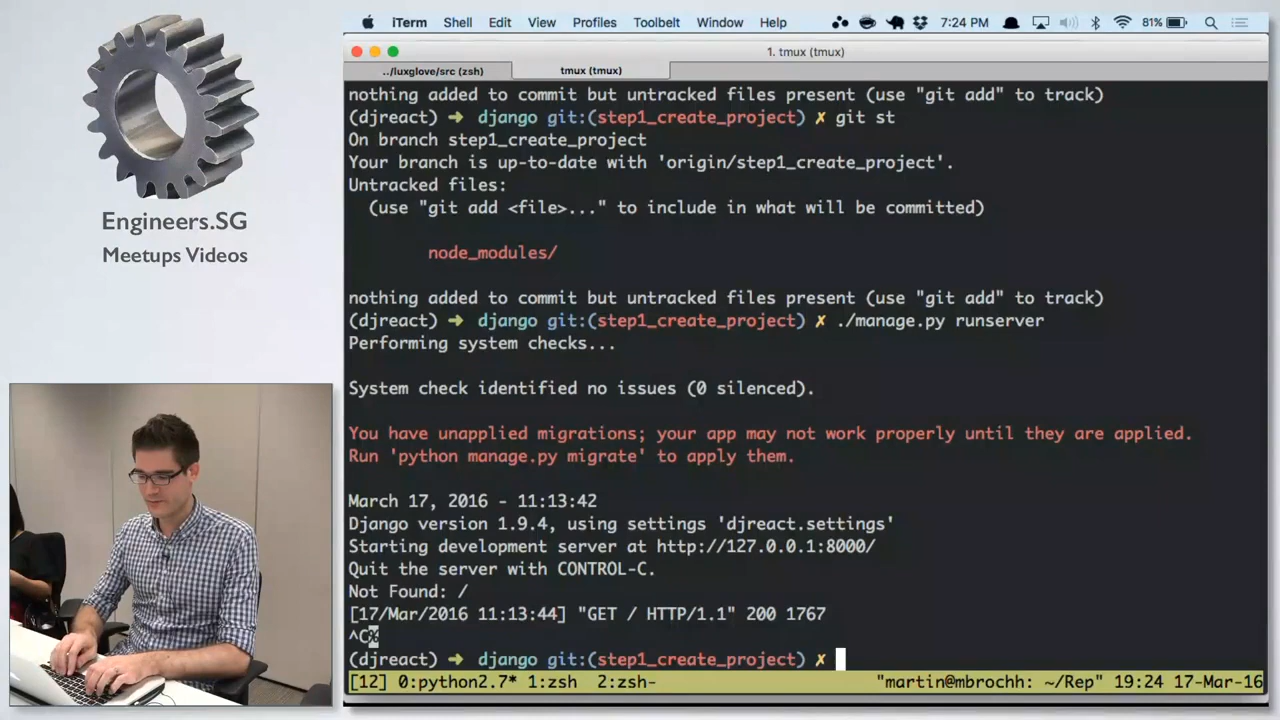 iTerm Shell Edit View Profiles Toolbelt Window Help 7:24 PM 81%
1. tmux (tmux)
../luxglove/src (zsh) tmux (tmux)
nothing added to commit but untracked files present (use "git add" to track)
(djreact) ➜ django git:(step1_create_project) ✗ git st
On branch step1_create_project
Your branch is up-to-date with 'origin/step1_create_project'.
Untracked files:
(use "git add <file>..." to include in what will be committed)
node_modules/
nothing added to commit but untracked files present (use "git add" to track)
(djreact) ➜ django git:(step1_create_project) ✗ ./manage.py runserver
Performing system checks...
System check identified no issues (0 silenced).
You have unapplied migrations; your app may not work properly until they are applied.
Run 'python manage.py migrate' to apply them.
March 17, 2016 - 11:13:42
Django version 1.9.4, using settings 'djreact.settings'
Starting development server at http://127.0.0.1:8000/
Quit the server with CONTROL-C.
Not Found: /
[17/Mar/2016 11:13:44] "GET / HTTP/1.1" 200 1767
^C%
(djreact) ➜ django git:(step1_create_project) ✗
[12] 0:python2.7* 1:zsh 2:zsh- "martin@mbrochh: ~/Rep" 19:24 17-Mar-16
Engineers.SG
Meetups Videos